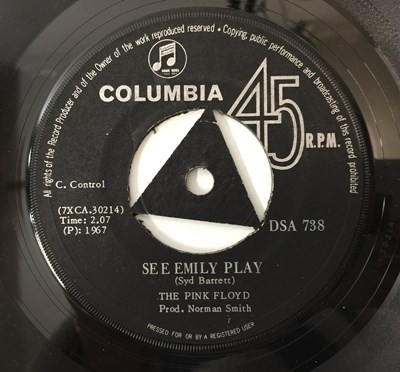 All rights of the Record Producer and of the Owner of the work reproduced reserved • Copying, public performance and broadcasting of this record prohibited
COLUMBIA
45
R.P.M.
C. Control
(7XCA.30214)
Time: 2.07
(P): 1967
DSA 738
SEE EMILY PLAY
(Syd Barrett)
THE PINK FLOYD
Prod. Norman Smith
PRESSED FOR OR BY A REGISTERED USER